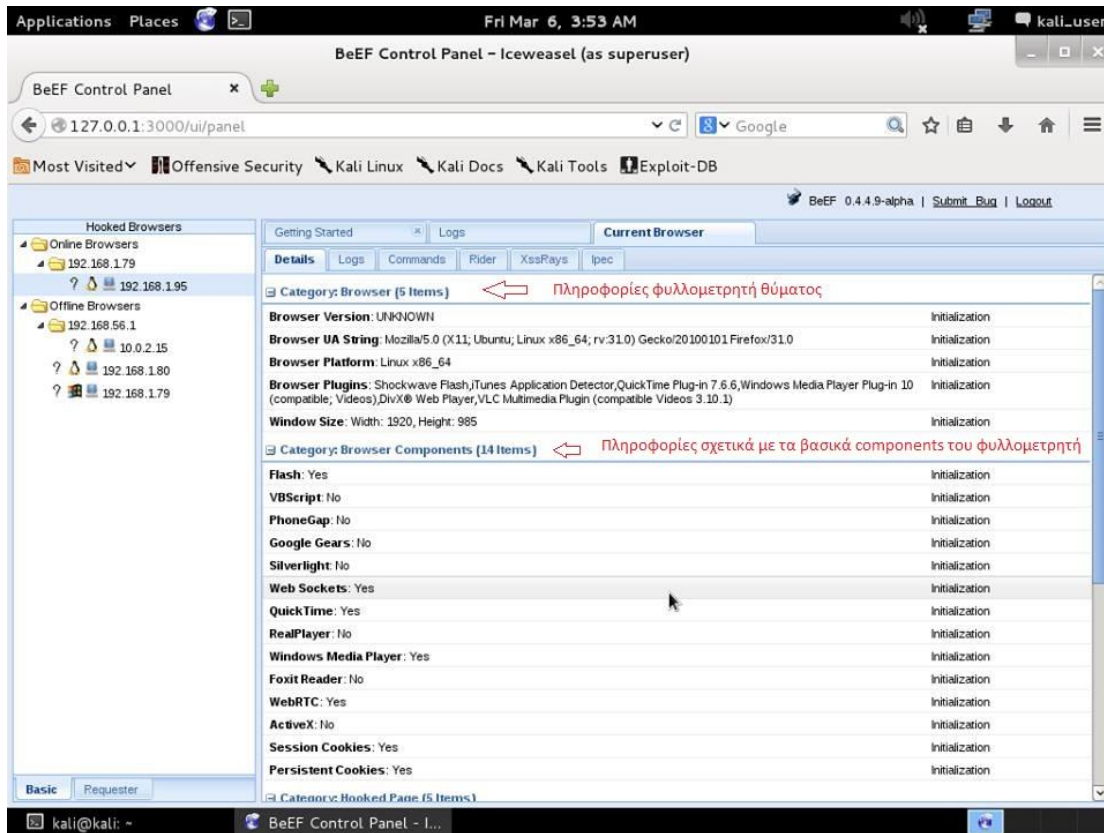 Applications Places Fri Mar 6, 3:53 AM kali_user
BeEF Control Panel - Iceweasel (as superuser)
BeEF Control Panel
127.0.0.1:3000/ui/panel Google
Most Visited Offensive Security Kali Linux Kali Docs Kali Tools Exploit-DB
BeEF 0.4.4.9-alpha | Submit Bug | Logout
Hooked Browsers
Online Browsers
192.168.1.79
? 192.168.1.95
Offline Browsers
192.168.56.1
? 10.0.2.15
? 192.168.1.80
? 192.168.1.79
Basic Requester
Getting Started Logs Current Browser
Details Logs Commands Rider XssRays Ipec
Category: Browser (5 Items) Πληροφορίες φυλλομετρητή θύματος
Browser Version: UNKNOWN Initialization
Browser UA String: Mozilla/5.0 (X11; Ubuntu; Linux x86_64; rv:31.0) Gecko/20100101 Firefox/31.0 Initialization
Browser Platform: Linux x86_64 Initialization
Browser Plugins: Shockwave Flash,iTunes Application Detector,QuickTime Plug-in 7.6.6,Windows Media Player Plug-in 10 Initialization
(compatible; Videos),DivX® Web Player,VLC Multimedia Plugin (compatible Videos 3.10.1)
Window Size: Width: 1920, Height: 985 Initialization
Category: Browser Components (14 Items) Πληροφορίες σχετικά με τα βασικά components του φυλλομετρητή
Flash: Yes Initialization
VBScript: No Initialization
PhoneGap: No Initialization
Google Gears: No Initialization
Silverlight: No Initialization
Web Sockets: Yes Initialization
QuickTime: Yes Initialization
RealPlayer: No Initialization
Windows Media Player: Yes Initialization
Foxit Reader: No Initialization
WebRTC: Yes Initialization
ActiveX: No Initialization
Session Cookies: Yes Initialization
Persistent Cookies: Yes Initialization
Category: Hooked Page (5 Items)
kali@kali: ~ BeEF Control Panel - I...